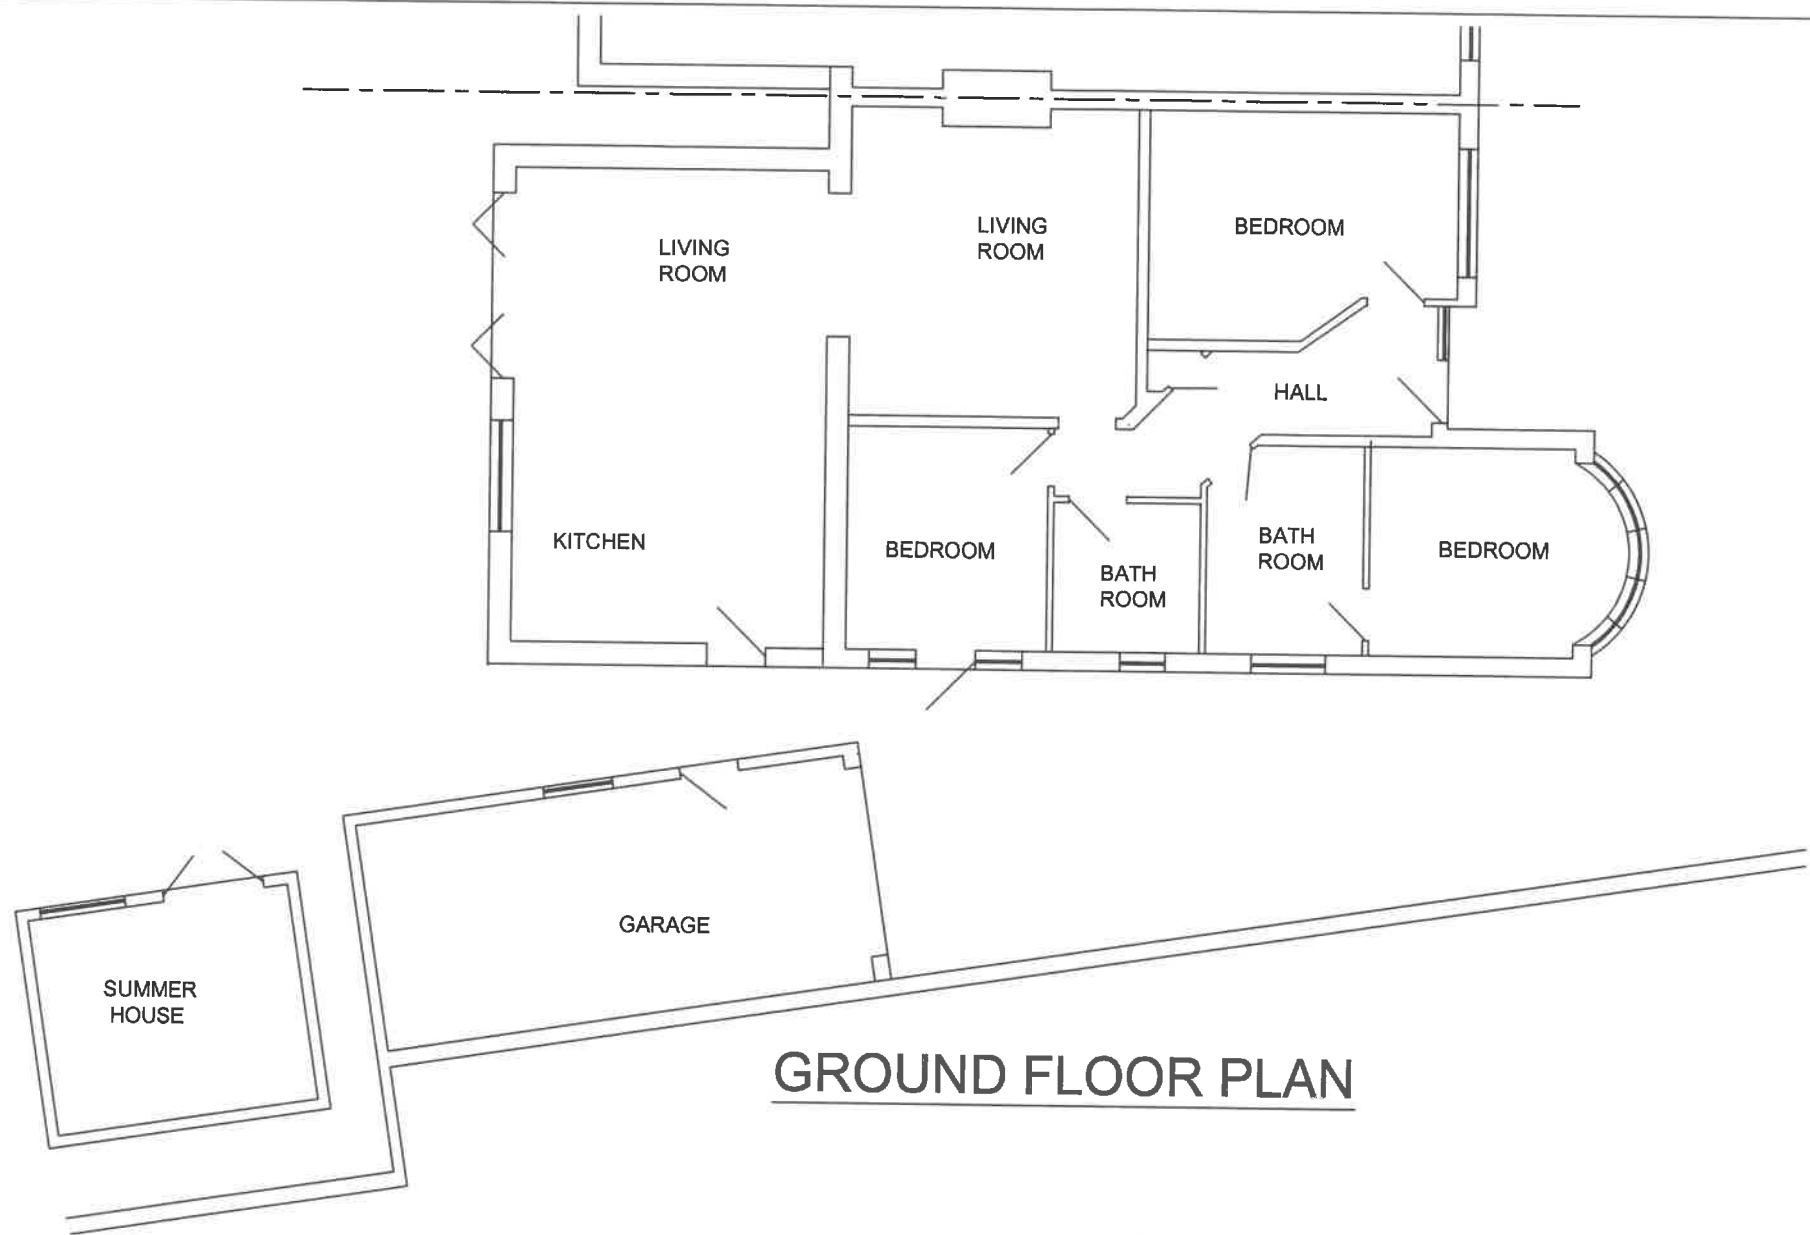 LIVING
ROOM
LIVING
ROOM
BEDROOM
HALL
KITCHEN
BEDROOM
BATH
ROOM
BATH
ROOM
BEDROOM
GARAGE
SUMMER
HOUSE
GROUND FLOOR PLAN